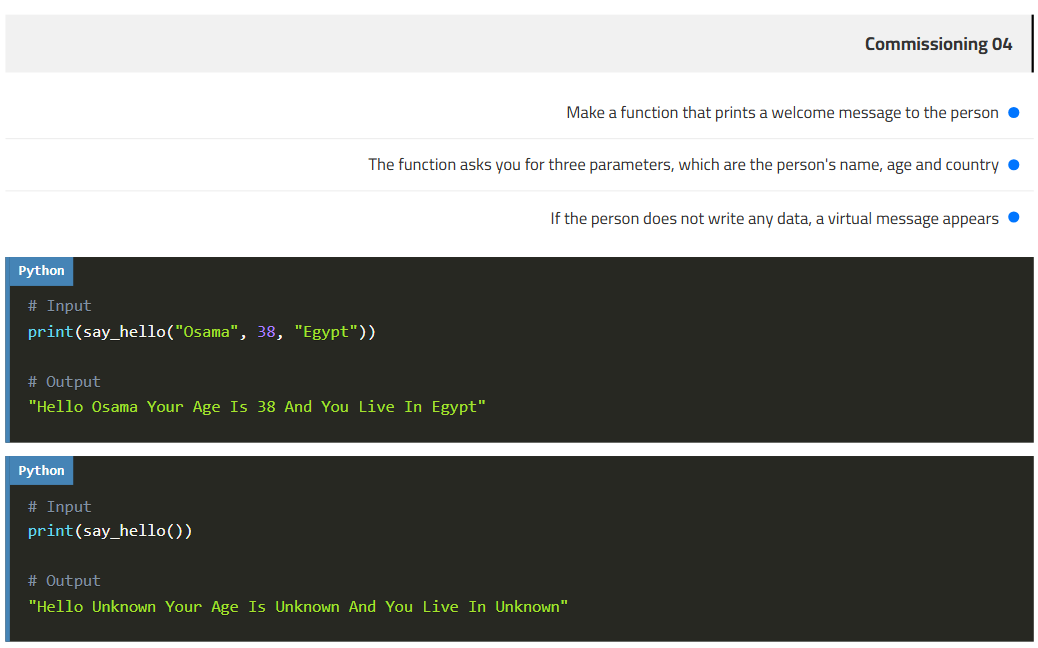 Commissioning 04
Make a function that prints a welcome message to the person
The function asks you for three parameters, which are the person's name, age and country
If the person does not write any data, a virtual message appears
Python
# Input
print(say_hello("Osama", 38, "Egypt"))
# Output
"Hello Osama Your Age Is 38 And You Live In Egypt"
Python
# Input
print(say_hello())
# Output
"Hello Unknown Your Age Is Unknown And You Live In Unknown"